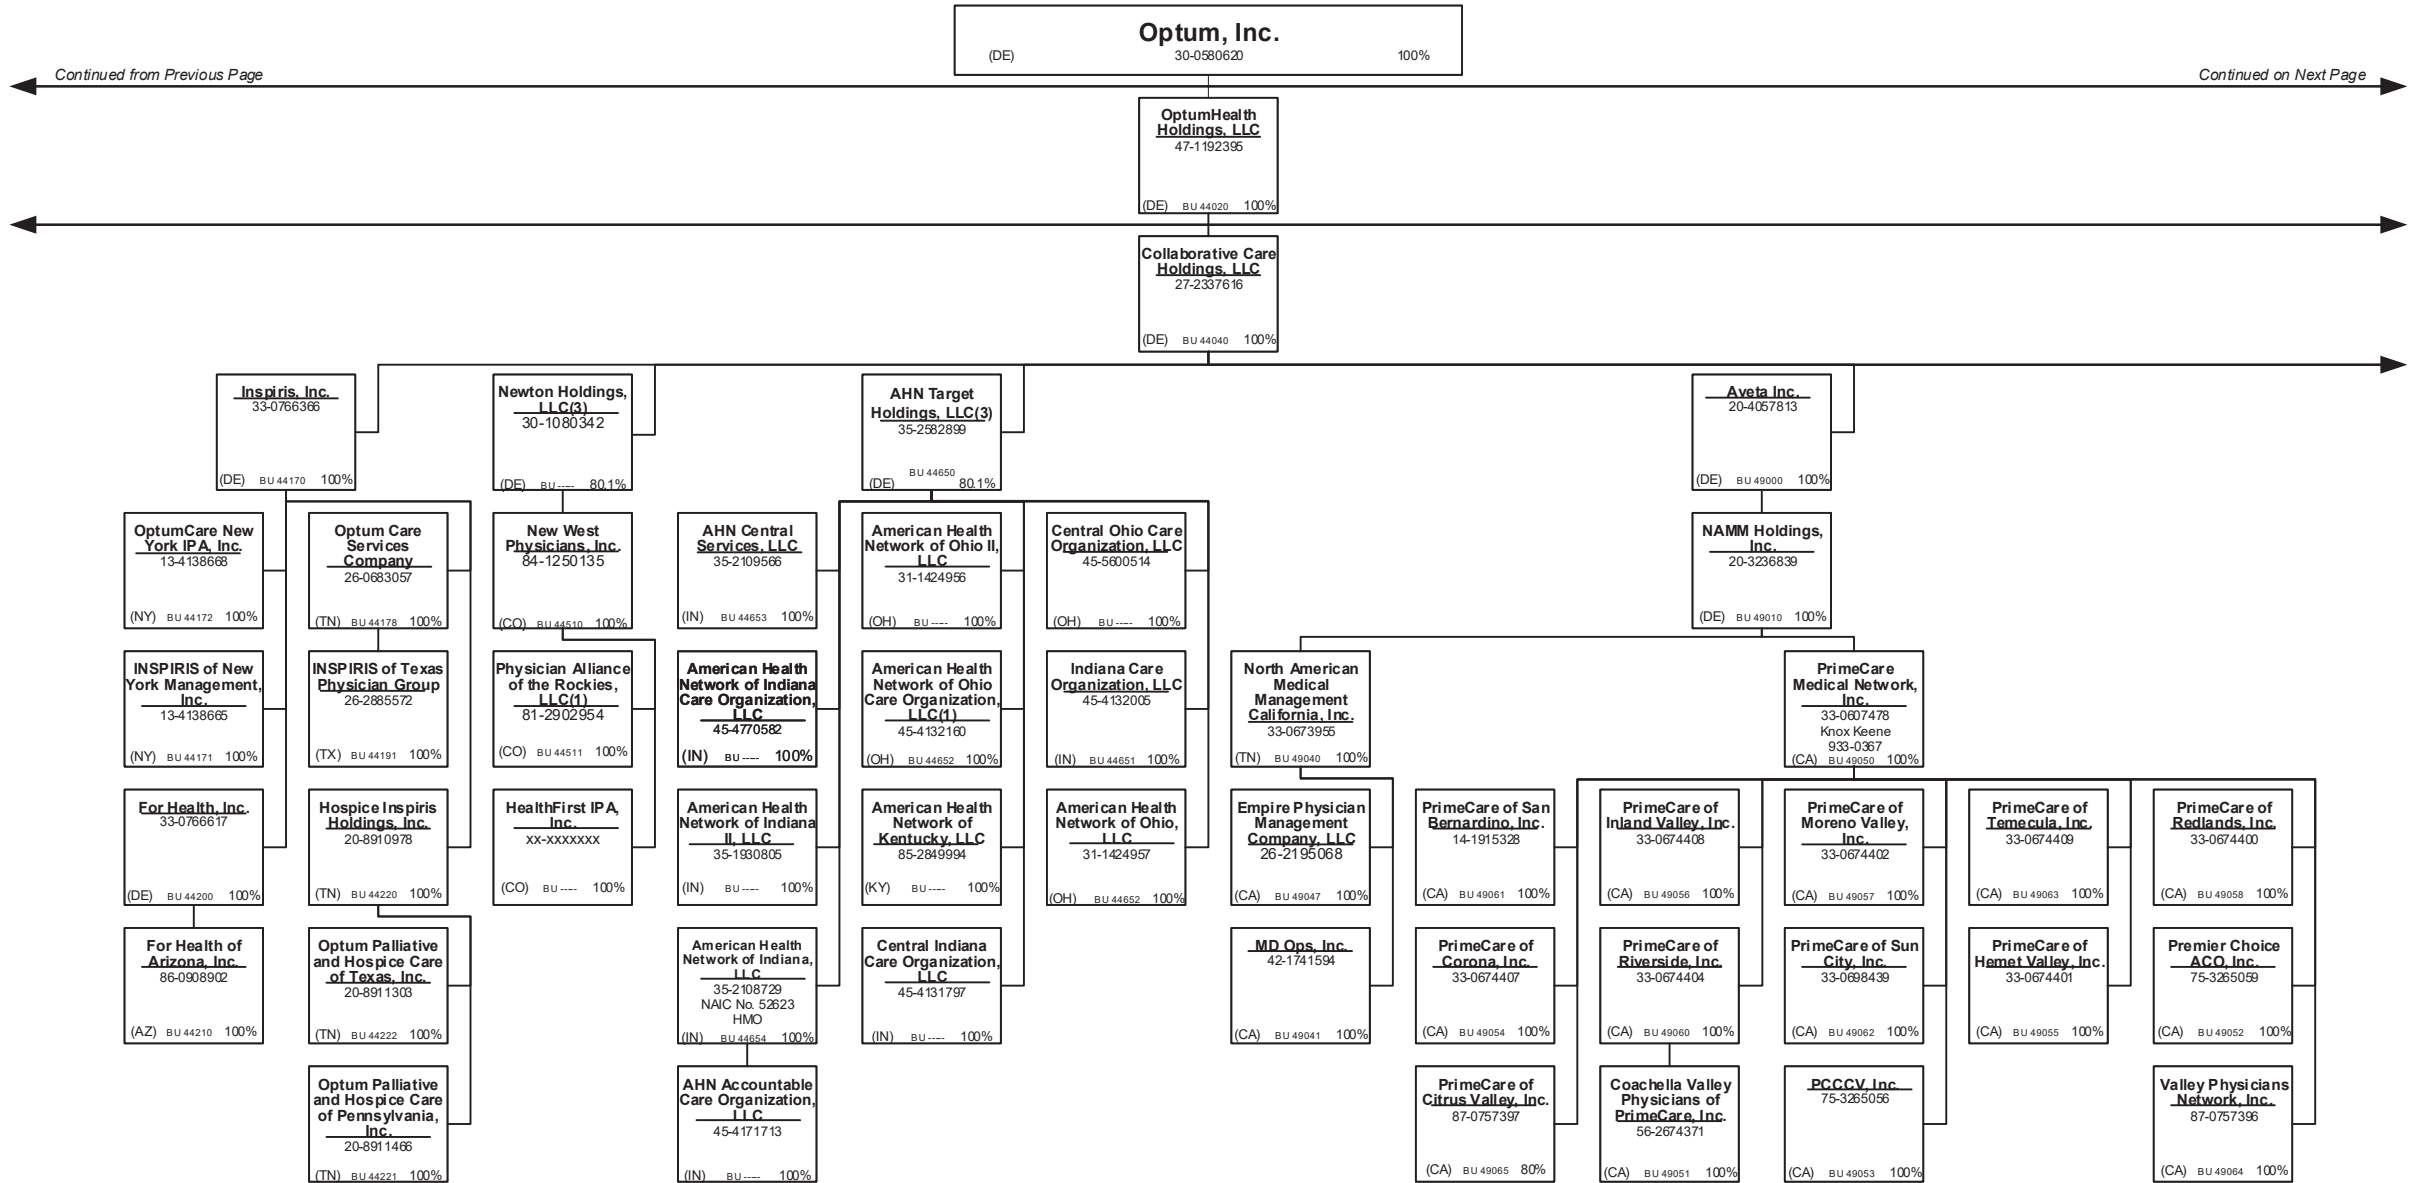 Optum, Inc.
(DE) 30-0580620 100%
Continued from Previous Page
Continued on Next Page
OptumHealth
Holdings, LLC
47-1192395
(DE) BU 44020 100%
Collaborative Care
Holdings, LLC
27-2337616
(DE) BU 44040 100%
Inspiris, Inc.
33-0766366
(DE) BU 44170 100%
Newton Holdings,
LLC(3)
30-1080342
(DE) BU ----- 80.1%
AHN Target
Holdings, LLC(3)
35-2582899
BU 44650
(DE) 80.1%
Aveta Inc.
20-4057813
(DE) BU 49000 100%
OptumCare New
York IPA, Inc.
13-4138668
(NY) BU 44172 100%
Optum Care
Services
Company
26-0683057
(TN) BU 44178 100%
New West
Physicians, Inc.
84-1250135
(CO) BU 44510 100%
AHN Central
Services, LLC
35-2109566
(IN) BU 44653 100%
American Health
Network of Ohio II,
LLC
31-1424956
(OH) BU ----- 100%
Central Ohio Care
Organization, LLC
45-5600514
(OH) BU ----- 100%
NAMM Holdings,
Inc.
20-3236839
(DE) BU 49010 100%
INSPIRIS of New
York Management,
Inc.
13-4138665
(NY) BU 44171 100%
INSPIRIS of Texas
Physician Group
26-2885572
(TX) BU 44191 100%
Physician Alliance
of the Rockies,
LLC(1)
81-2902954
(CO) BU 44511 100%
American Health
Network of Indiana
Care Organization,
LLC
45-4770582
(IN) BU ----- 100%
American Health
Network of Ohio
Care Organization,
LLC(1)
45-4132160
(OH) BU 44652 100%
Indiana Care
Organization, LLC
45-4132005
(IN) BU 44651 100%
North American
Medical
Management
California, Inc.
33-0673955
(TN) BU 49040 100%
PrimeCare
Medical Network,
Inc.
33-0607478
Knox Keene
933-0367
(CA) BU 49050 100%
For Health, Inc.
33-0766617
(DE) BU 44200 100%
Hospice Inspiris
Holdings, Inc.
20-8910978
(TN) BU 44220 100%
HealthFirst IPA,
Inc.
xx-xxxxxxx
(CO) BU ----- 100%
American Health
Network of Indiana
II, LLC
35-1930805
(IN) BU ----- 100%
American Health
Network of
Kentucky, LLC
85-2849994
(KY) BU ----- 100%
American Health
Network of Ohio,
LLC
31-1424957
(OH) BU 44652 100%
Empire Physician
Management
Company, LLC
26-2195068
(CA) BU 49047 100%
PrimeCare of San
Bernardino, Inc.
14-1915328
(CA) BU 49061 100%
PrimeCare of
Inland Valley, Inc.
33-0674408
(CA) BU 49056 100%
PrimeCare of
Moreno Valley,
Inc.
33-0674402
(CA) BU 49057 100%
PrimeCare of
Temecula, Inc.
33-0674409
(CA) BU 49063 100%
PrimeCare of
Redlands, Inc.
33-0674400
(CA) BU 49058 100%
For Health of
Arizona, Inc.
86-0908902
(AZ) BU 44210 100%
Optum Palliative
and Hospice Care
of Texas, Inc.
20-8911303
(TN) BU 44222 100%
American Health
Network of Indiana,
LLC
35-2108729
NAIC No. 52623
HMO
(IN) BU 44654 100%
Central Indiana
Care Organization,
LLC
45-4131797
(IN) BU ----- 100%
MD Ops, Inc.
42-1741594
(CA) BU 49041 100%
PrimeCare of
Corona, Inc.
33-0674407
(CA) BU 49054 100%
PrimeCare of
Riverside, Inc.
33-0674404
(CA) BU 49060 100%
PrimeCare of Sun
City, Inc.
33-0698439
(CA) BU 49062 100%
PrimeCare of
Hemet Valley, Inc.
33-0674401
(CA) BU 49055 100%
Premier Choice
ACO, Inc.
75-3265059
(CA) BU 49052 100%
Optum Palliative
and Hospice Care
of Pennsylvania,
Inc.
20-8911466
(TN) BU 44221 100%
AHN Accountable
Care Organization,
LLC
45-4171713
(IN) BU ----- 100%
PrimeCare of
Citrus Valley, Inc.
87-0757397
(CA) BU 49065 80%
Coachella Valley
Physicians of
PrimeCare, Inc.
56-2674371
(CA) BU 49051 100%
PCCCV, Inc.
75-3265056
(CA) BU 49053 100%
Valley Physicians
Network, Inc.
87-0757396
(CA) BU 49064 100%